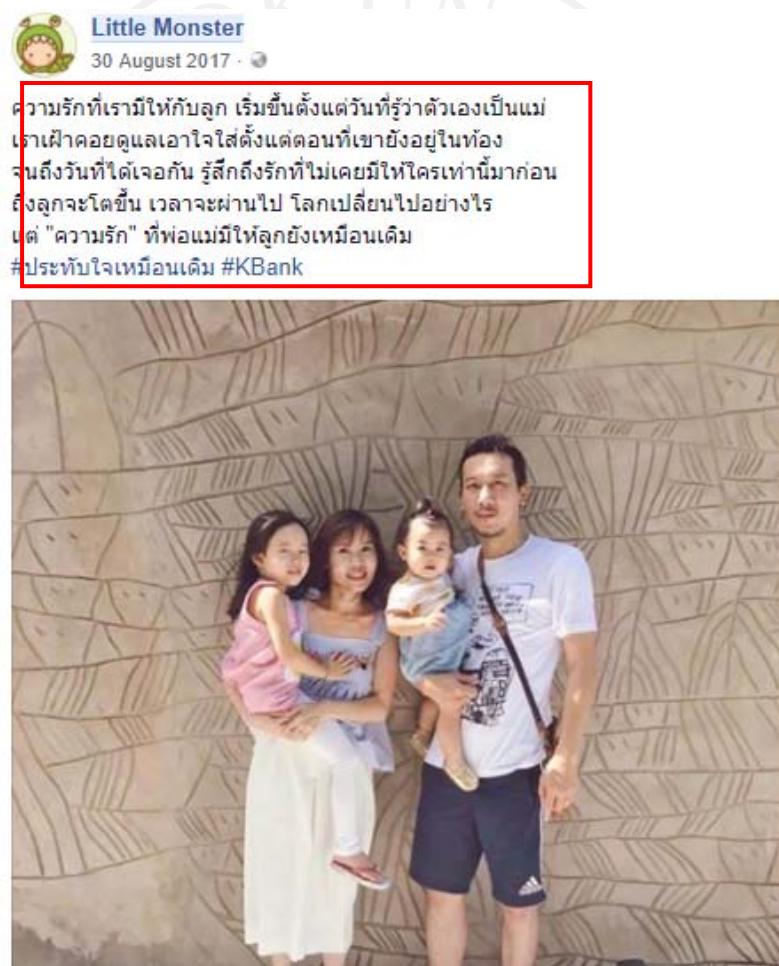 Little Monster
30 August 2017 ·
ความรักที่เรามีให้กับลูก เริ่มขึ้นตั้งแต่วันที่รู้ว่าตัวเองเป็นแม่
เราเฝ้าคอยดูแลเอาใจใส่ตั้งแต่ตอนที่เขายังอยู่ในท้อง
จนถึงวันที่ได้เจอกัน รู้สึกถึงรักที่ไม่เคยมีให้ใครเท่านี้มาก่อน
ถึงลูกจะโตขึ้น เวลาจะผ่านไป โลกเปลี่ยนไปอย่างไร
แต่ "ความรัก" ที่พ่อแม่มีให้ลูกยังเหมือนเดิม
#ประทับใจเหมือนเดิม #KBank